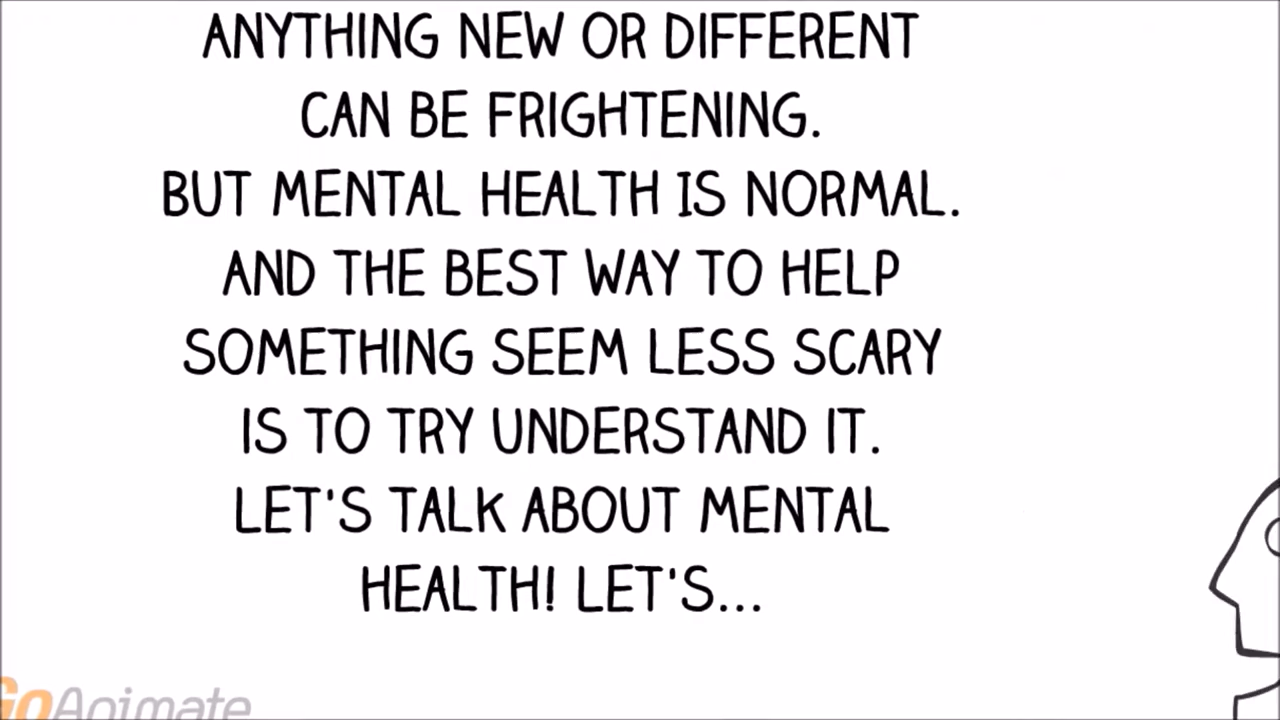 ANYTHING NEW OR DIFFERENT
CAN BE FRIGHTENING.
BUT MENTAL HEALTH IS NORMAL.
AND THE BEST WAY TO HELP
SOMETHING SEEM LESS SCARY
IS TO TRY UNDERSTAND IT.
LET'S TALK ABOUT MENTAL
HEALTH! LET'S...
GoAnimate